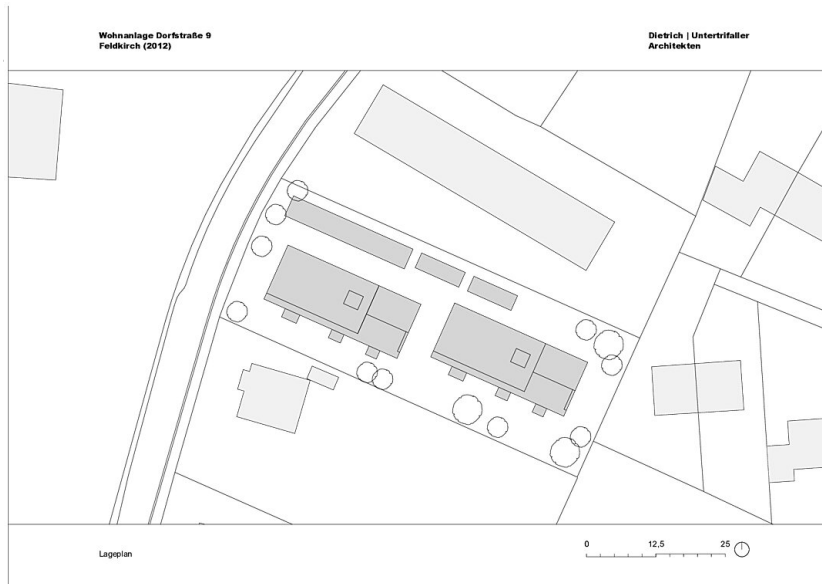 Wohnanlage Dorfstraße 9
Feldkirch (2012)
Dietrich | Untertrifaller
Architekten
Lageplan
0 12,5 25